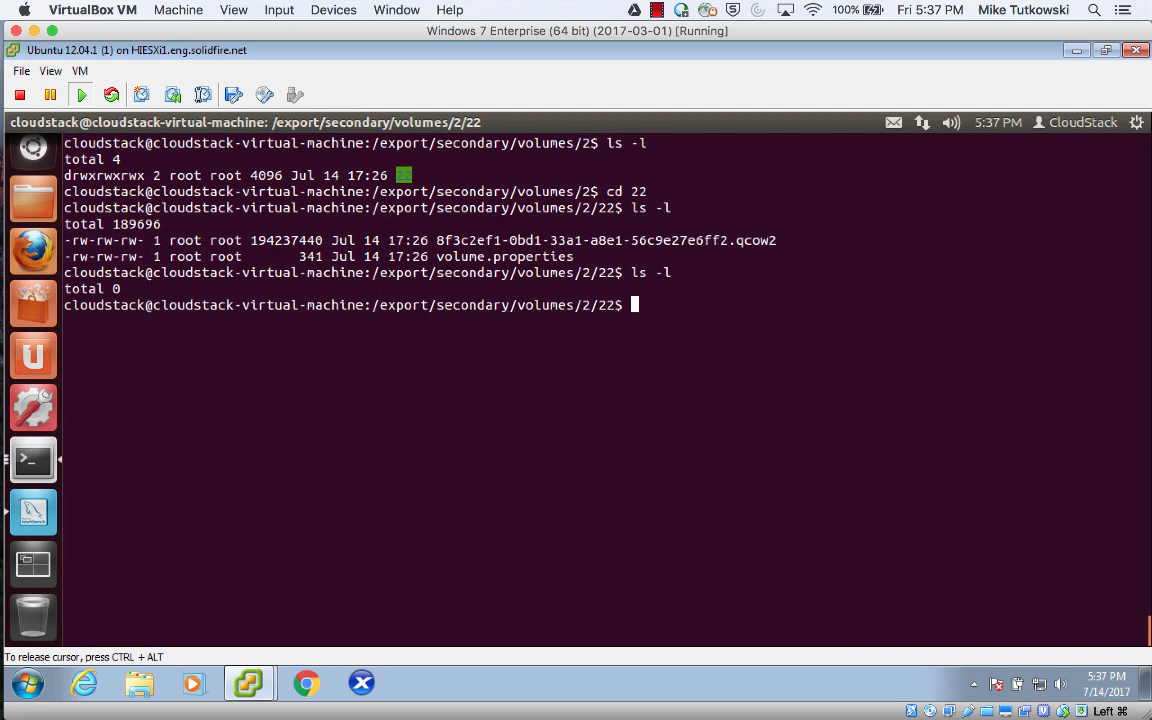 VirtualBox VM Machine View Input Devices Window Help 100% Fri 5:37 PM Mike Tutkowski
Windows 7 Enterprise (64 bit) (2017-03-01) [Running]
Ubuntu 12.04.1 (1) on HIESXi1.eng.solidfire.net
File View VM
cloudstack@cloudstack-virtual-machine: /export/secondary/volumes/2/22 5:37 PM CloudStack
cloudstack@cloudstack-virtual-machine:/export/secondary/volumes/2$ ls -l
total 4
drwxrwxrwx 2 root root 4096 Jul 14 17:26 22
cloudstack@cloudstack-virtual-machine:/export/secondary/volumes/2$ cd 22
cloudstack@cloudstack-virtual-machine:/export/secondary/volumes/2/22$ ls -l
total 189696
-rw-rw-rw- 1 root root 194237440 Jul 14 17:26 8f3c2ef1-0bd1-33a1-a8e1-56c9e27e6ff2.qcow2
-rw-rw-rw- 1 root root       341 Jul 14 17:26 volume.properties
cloudstack@cloudstack-virtual-machine:/export/secondary/volumes/2/22$ ls -l
total 0
cloudstack@cloudstack-virtual-machine:/export/secondary/volumes/2/22$
To release cursor, press CTRL + ALT
5:37 PM
7/14/2017
Left ⌘